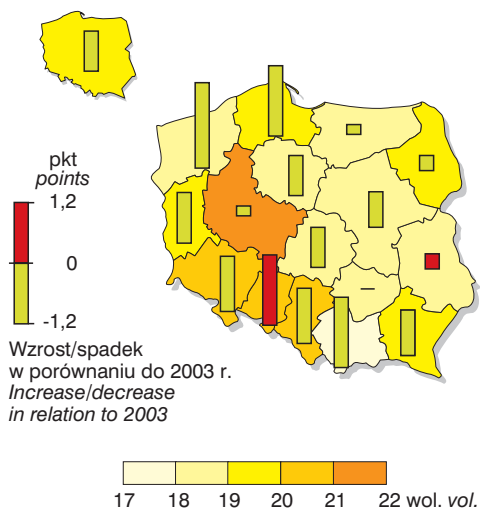 pkt
points
1,2
0
-1,2
Wzrost/spadek
w porównaniu do 2003 r.
Increase/decrease
in relation to 2003
17 18 19 20 21 22 wol. vol.